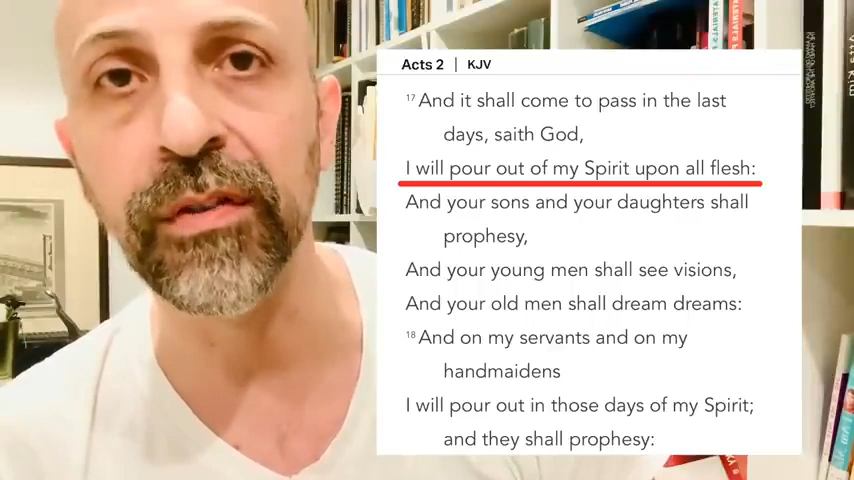 Acts 2 | KJV
17 And it shall come to pass in the last
days, saith God,
I will pour out of my Spirit upon all flesh:
And your sons and your daughters shall
prophesy,
And your young men shall see visions,
And your old men shall dream dreams:
18 And on my servants and on my
handmaidens
I will pour out in those days of my Spirit;
and they shall prophesy: